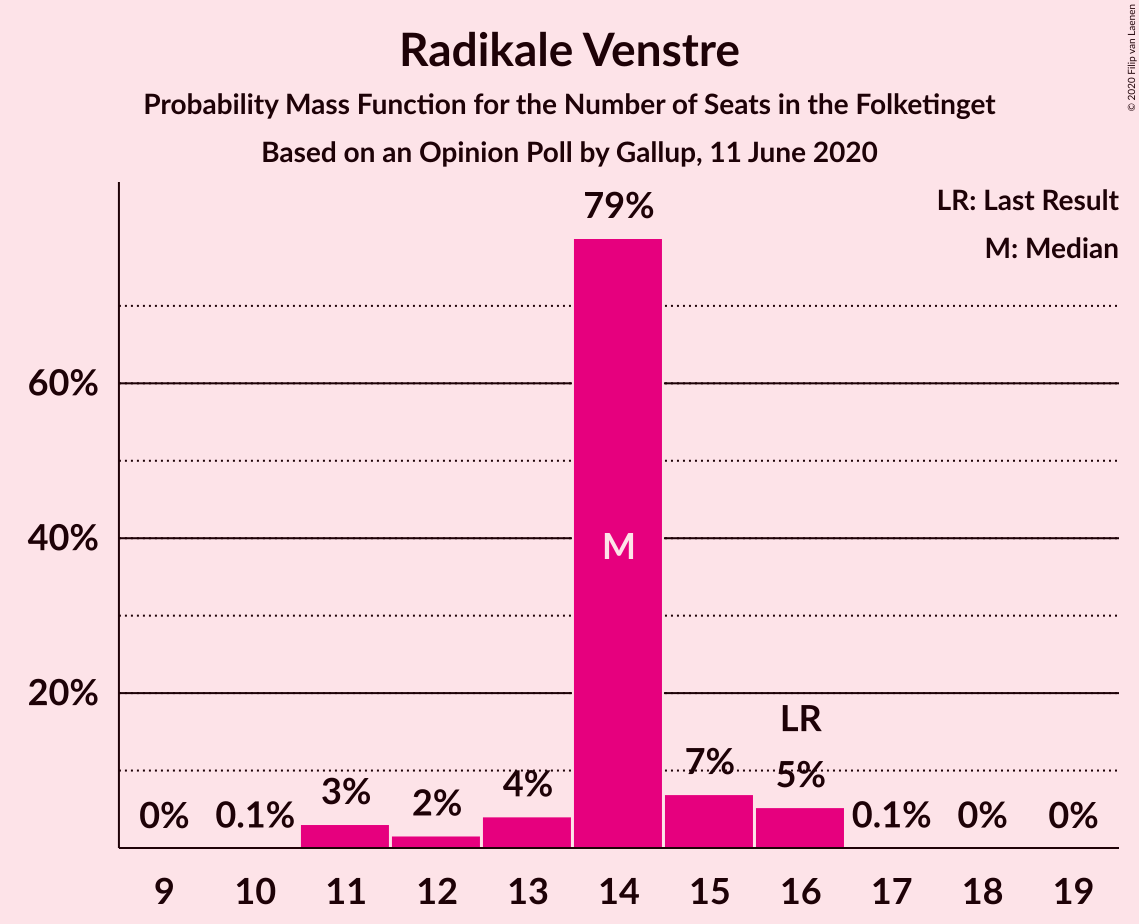 Radikale Venstre
Probability Mass Function for the Number of Seats in the Folketinget
Based on an Opinion Poll by Gallup, 11 June 2020
© 2020 Filip van Laenen
LR: Last Result
M: Median
79%
60%
40%
20%
M
LR
0%
0.1%
3%
2%
4%
7%
5%
0.1%
0%
0%
9 10 11 12 13 14 15 16 17 18 19